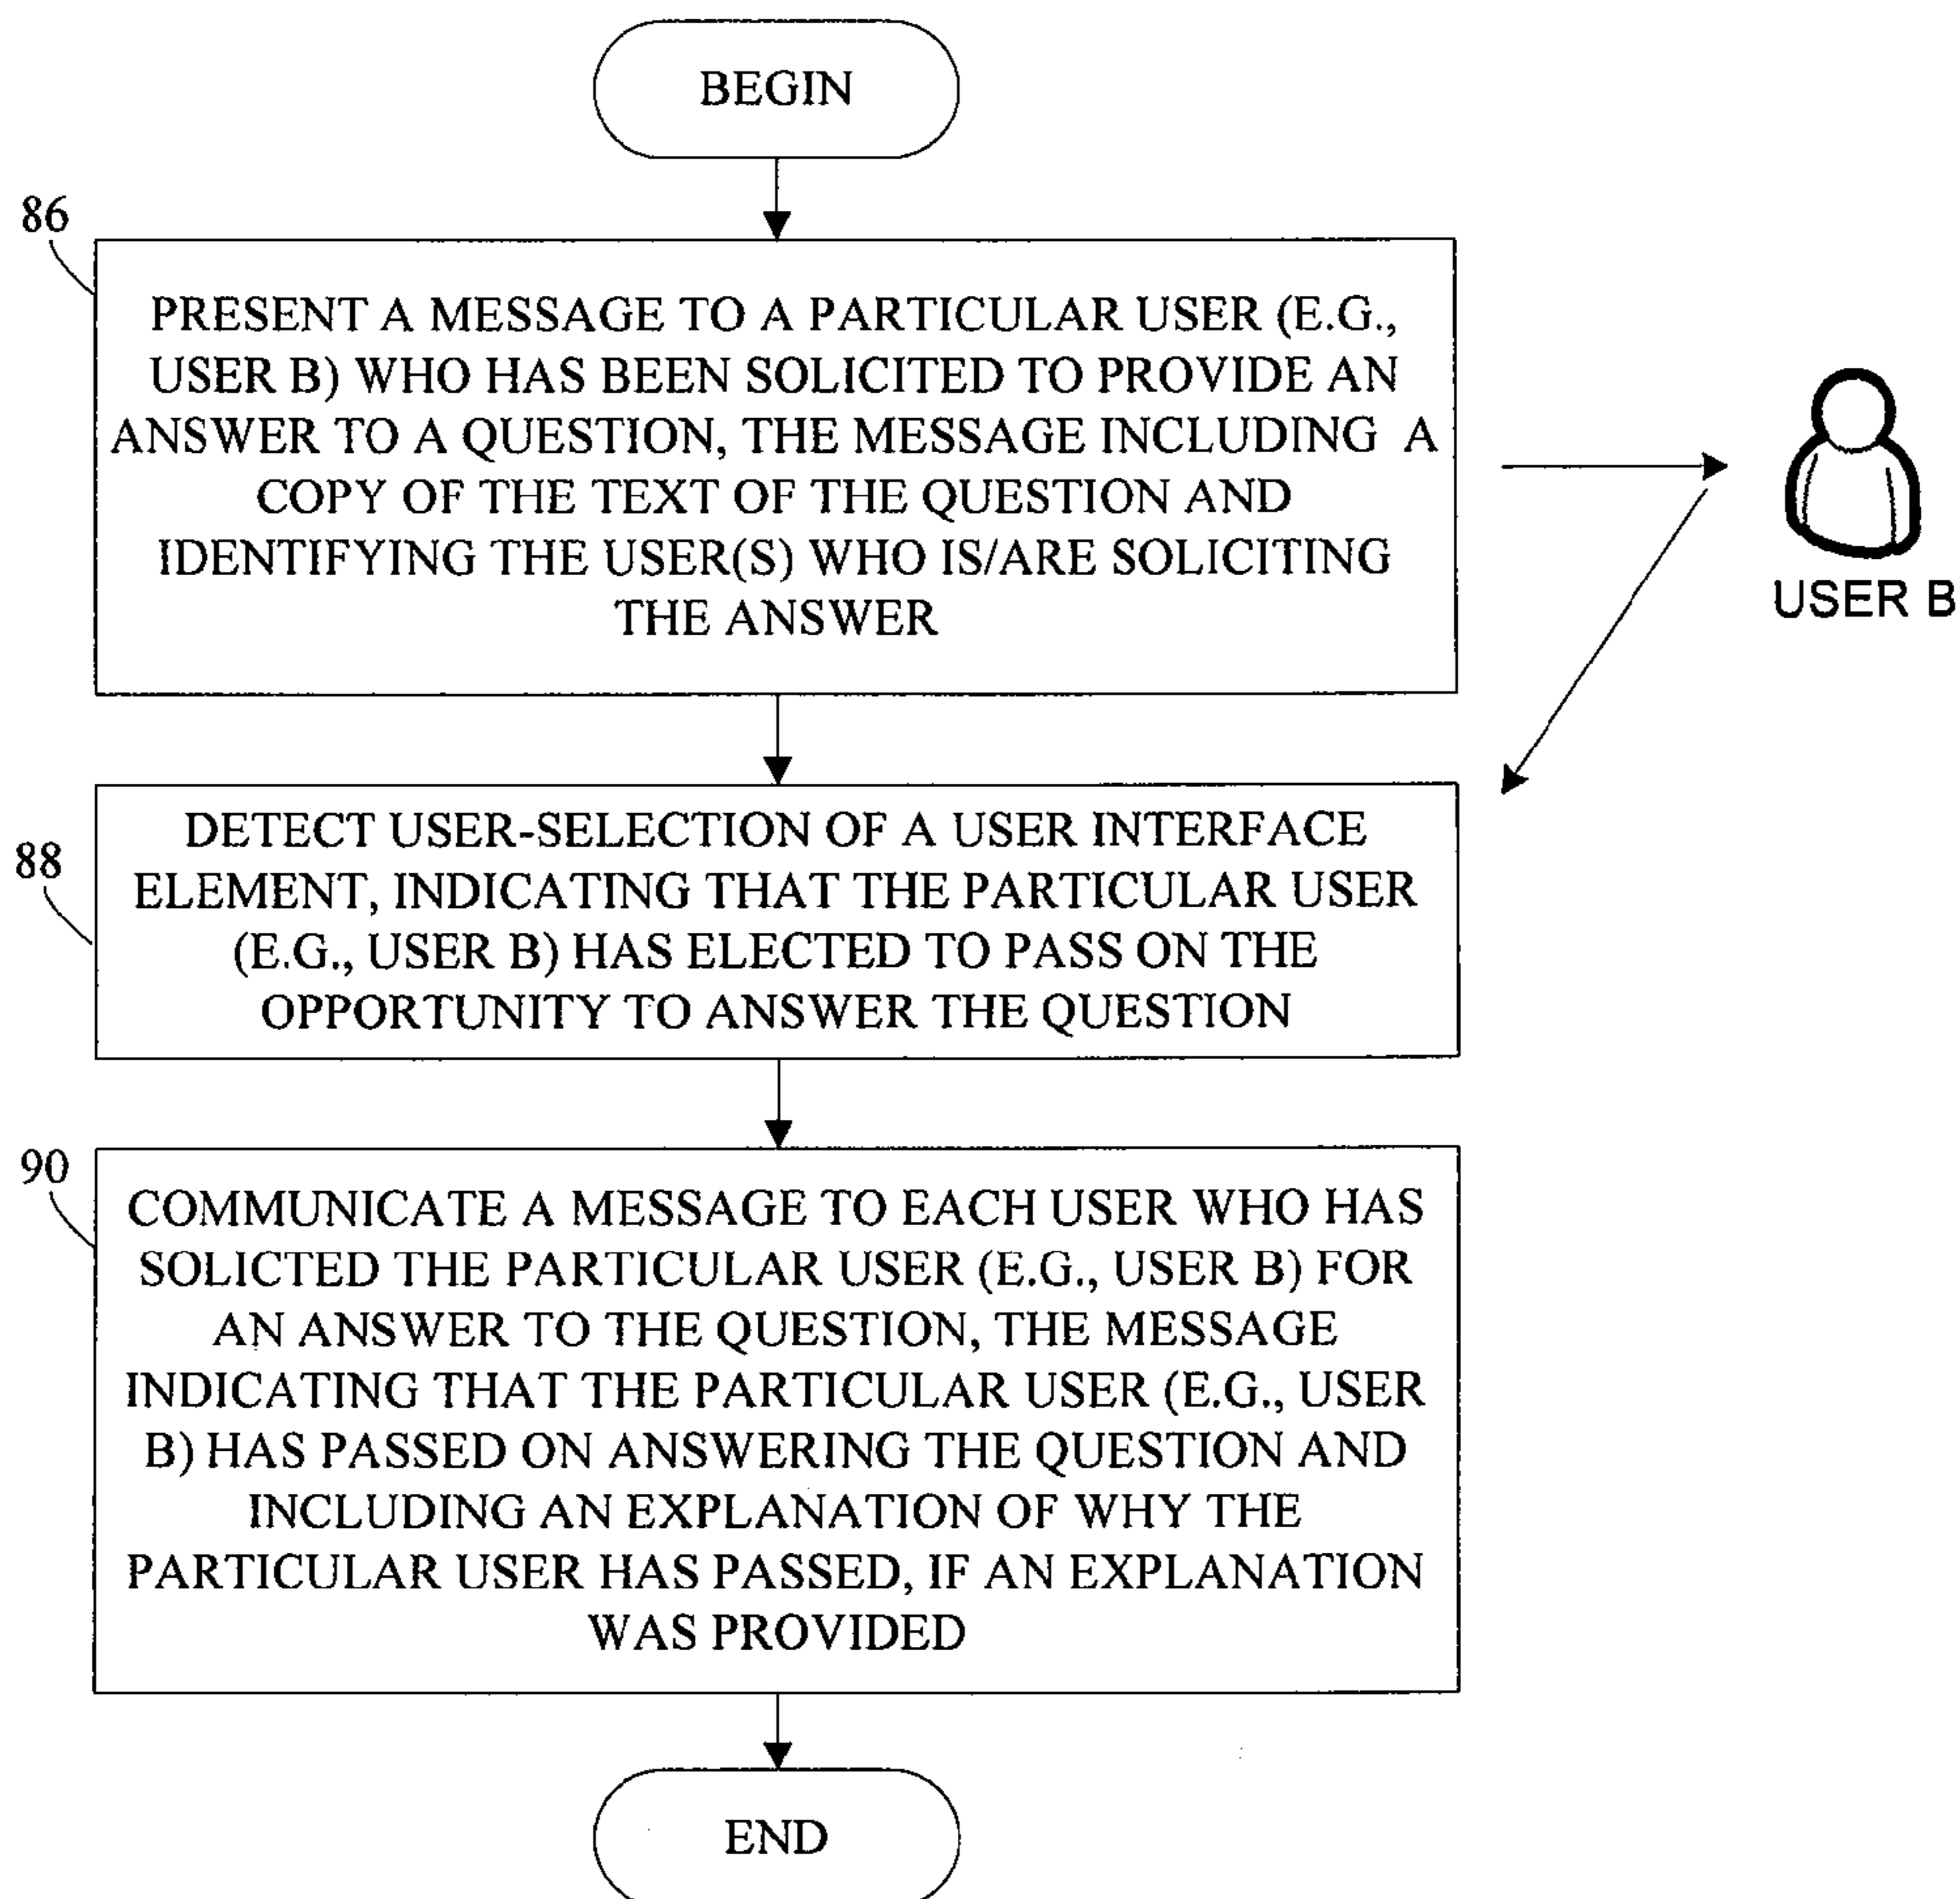 BEGIN
86
PRESENT A MESSAGE TO A PARTICULAR USER (E.G.,
USER B) WHO HAS BEEN SOLICITED TO PROVIDE AN
ANSWER TO A QUESTION, THE MESSAGE INCLUDING A
COPY OF THE TEXT OF THE QUESTION AND
IDENTIFYING THE USER(S) WHO IS/ARE SOLICITING
THE ANSWER
USER B
88
DETECT USER-SELECTION OF A USER INTERFACE
ELEMENT, INDICATING THAT THE PARTICULAR USER
(E.G., USER B) HAS ELECTED TO PASS ON THE
OPPORTUNITY TO ANSWER THE QUESTION
90
COMMUNICATE A MESSAGE TO EACH USER WHO HAS
SOLICTED THE PARTICULAR USER (E.G., USER B) FOR
AN ANSWER TO THE QUESTION, THE MESSAGE
INDICATING THAT THE PARTICULAR USER (E.G., USER
B) HAS PASSED ON ANSWERING THE QUESTION AND
INCLUDING AN EXPLANATION OF WHY THE
PARTICULAR USER HAS PASSED, IF AN EXPLANATION
WAS PROVIDED
END